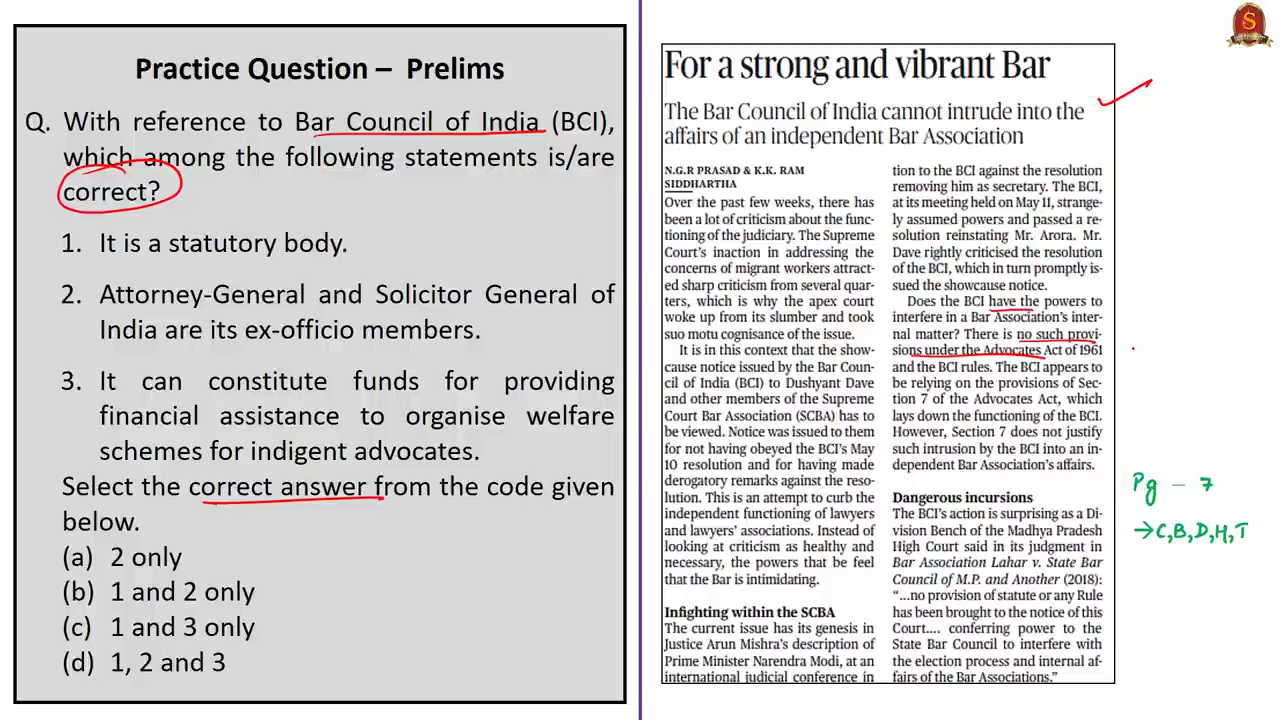 Practice Question – Prelims
Q. With reference to Bar Council of India (BCI),
which among the following statements is/are
correct?
1. It is a statutory body.
2. Attorney-General and Solicitor General of
India are its ex-officio members.
3. It can constitute funds for providing
financial assistance to organise welfare
schemes for indigent advocates.
Select the correct answer from the code given
below.
(a) 2 only
(b) 1 and 2 only
(c) 1 and 3 only
(d) 1, 2 and 3
For a strong and vibrant Bar
The Bar Council of India cannot intrude into the
affairs of an independent Bar Association
N.G.R PRASAD & K.K. RAM
SIDDHARTHA
Over the past few weeks, there has
been a lot of criticism about the func-
tioning of the judiciary. The Supreme
Court's inaction in addressing the
concerns of migrant workers attract-
ed sharp criticism from several quar-
ters, which is why the apex court
woke up from its slumber and took
suo motu cognisance of the issue.
It is in this context that the show-
cause notice issued by the Bar Coun-
cil of India (BCI) to Dushyant Dave
and other members of the Supreme
Court Bar Association (SCBA) has to
be viewed. Notice was issued to them
for not having obeyed the BCI's May
10 resolution and for having made
derogatory remarks against the reso-
lution. This is an attempt to curb the
independent functioning of lawyers
and lawyers' associations. Instead of
looking at criticism as healthy and
necessary, the powers that be feel
that the Bar is intimidating.
Infighting within the SCBA
The current issue has its genesis in
Justice Arun Mishra's description of
Prime Minister Narendra Modi, at an
international judicial conference in
tion to the BCI against the resolution
removing him as secretary. The BCI,
at its meeting held on May 11, strange-
ly assumed powers and passed a re-
solution reinstating Mr. Arora. Mr.
Dave rightly criticised the resolution
of the BCI, which in turn promptly is-
sued the showcause notice.
Does the BCI have the powers to
interfere in a Bar Association's inter-
nal matter? There is no such provi-
sions under the Advocates Act of 1961
and the BCI rules. The BCI appears to
be relying on the provisions of Sec-
tion 7 of the Advocates Act, which
lays down the functioning of the BCI.
However, Section 7 does not justify
such intrusion by the BCI into an in-
dependent Bar Association's affairs.
Dangerous incursions
The BCI's action is surprising as a Di-
vision Bench of the Madhya Pradesh
High Court said in its judgment in
Bar Association Lahar v. State Bar
Council of M.P. and Another (2018):
“...no provision of statute or any Rule
has been brought to the notice of this
Court.... conferring power to the
State Bar Council to interfere with
the election process and internal af-
fairs of the Bar Associations.”
Pg – 7
→ C, B, D, H, T